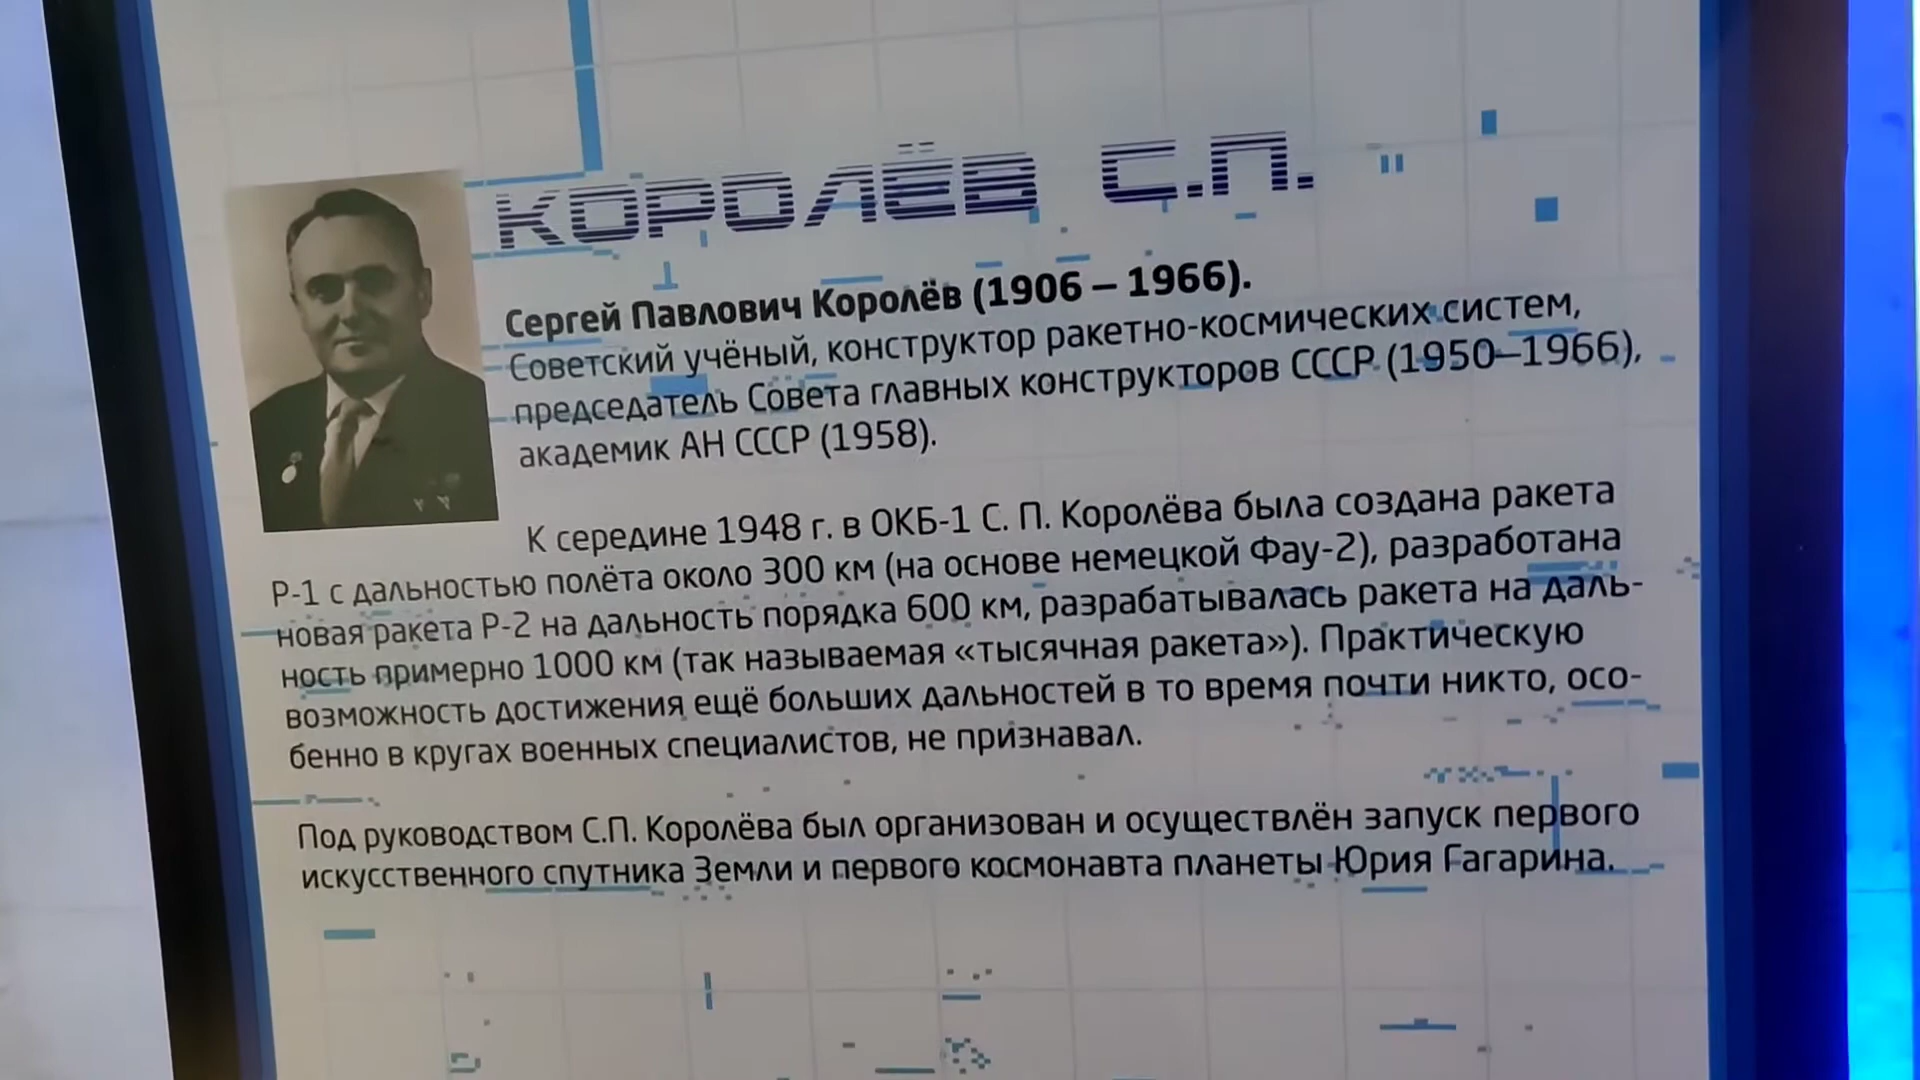 КОРОЛЁВ С.П.
Сергей Павлович Королёв (1906 – 1966).
Советский учёный, конструктор ракетно-космических систем,
председатель Совета главных конструкторов СССР (1950–1966),
академик АН СССР (1958).
К середине 1948 г. в ОКБ-1 С. П. Королёва была создана ракета
Р-1 с дальностью полёта около 300 км (на основе немецкой Фау-2), разработана
новая ракета Р-2 на дальность порядка 600 км, разрабатывалась ракета на даль-
ность примерно 1000 км (так называемая «тысячная ракета»). Практическую
возможность достижения ещё больших дальностей в то время почти никто, осо-
бенно в кругах военных специалистов, не признавал.
Под руководством С.П. Королёва был организован и осуществлён запуск первого
искусственного спутника Земли и первого космонавта планеты Юрия Гагарина.